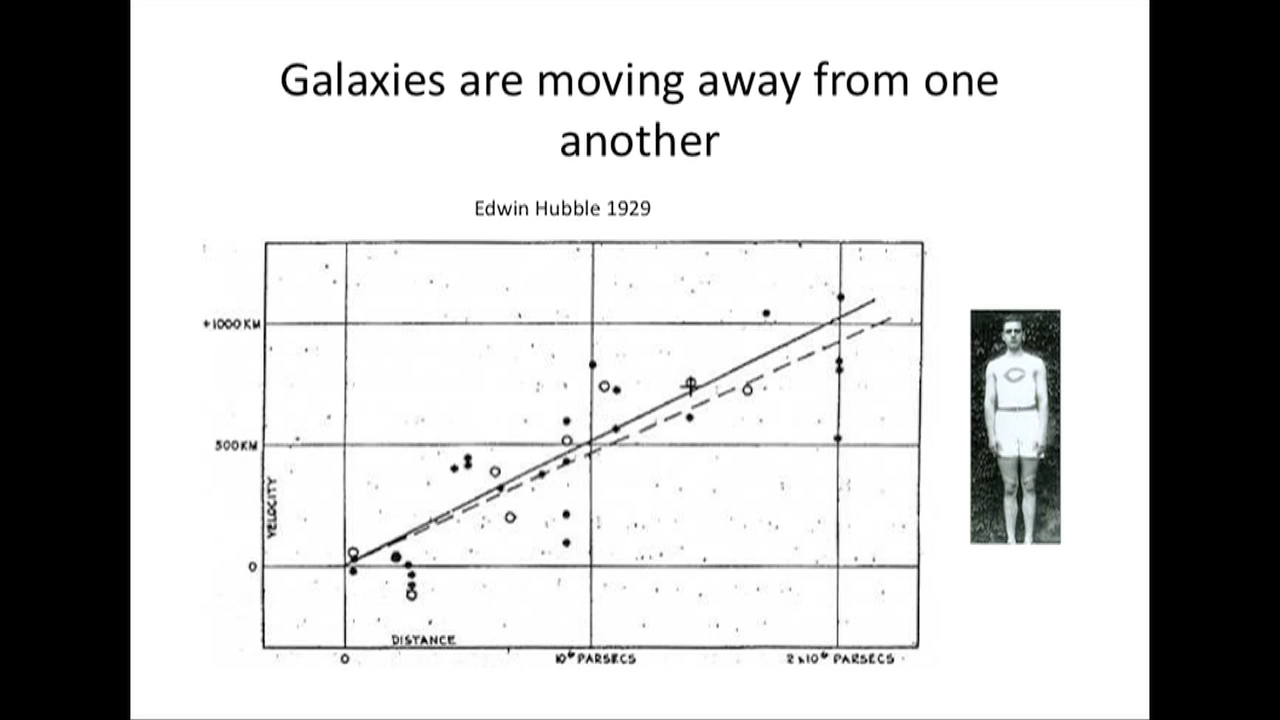 Galaxies are moving away from one
another
Edwin Hubble 1929
+1000 KM
500 KM
VELOCITY
0
DISTANCE
0
10⁶ PARSECS
2 x 10⁶ PARSECS
C